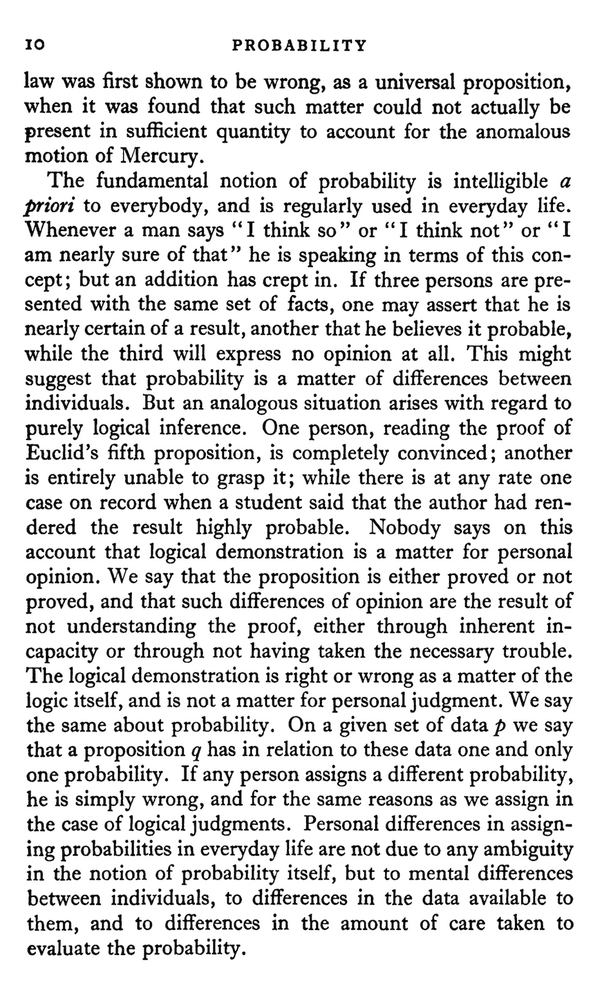 10 PROBABILITY
law was first shown to be wrong, as a universal proposition,
when it was found that such matter could not actually be
present in sufficient quantity to account for the anomalous
motion of Mercury.
The fundamental notion of probability is intelligible a
priori to everybody, and is regularly used in everyday life.
Whenever a man says “I think so” or “I think not” or “I
am nearly sure of that” he is speaking in terms of this con-
cept; but an addition has crept in. If three persons are pre-
sented with the same set of facts, one may assert that he is
nearly certain of a result, another that he believes it probable,
while the third will express no opinion at all. This might
suggest that probability is a matter of differences between
individuals. But an analogous situation arises with regard to
purely logical inference. One person, reading the proof of
Euclid’s fifth proposition, is completely convinced; another
is entirely unable to grasp it; while there is at any rate one
case on record when a student said that the author had ren-
dered the result highly probable. Nobody says on this
account that logical demonstration is a matter for personal
opinion. We say that the proposition is either proved or not
proved, and that such differences of opinion are the result of
not understanding the proof, either through inherent in-
capacity or through not having taken the necessary trouble.
The logical demonstration is right or wrong as a matter of the
logic itself, and is not a matter for personal judgment. We say
the same about probability. On a given set of data p we say
that a proposition q has in relation to these data one and only
one probability. If any person assigns a different probability,
he is simply wrong, and for the same reasons as we assign in
the case of logical judgments. Personal differences in assign-
ing probabilities in everyday life are not due to any ambiguity
in the notion of probability itself, but to mental differences
between individuals, to differences in the data available to
them, and to differences in the amount of care taken to
evaluate the probability.